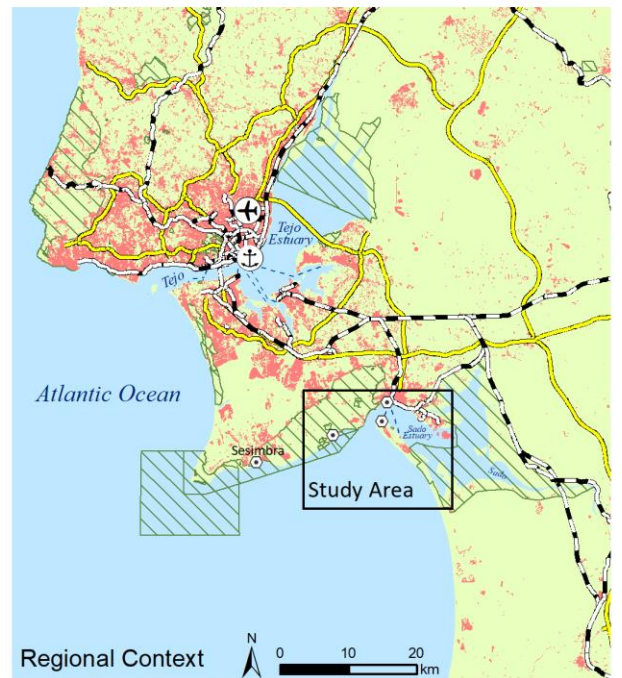 Tejo
Estuary
Tejo
Atlantic Ocean
Sesimbra
Sado
Estuary
Sado
Study Area
Regional Context
N
0 10 20
km